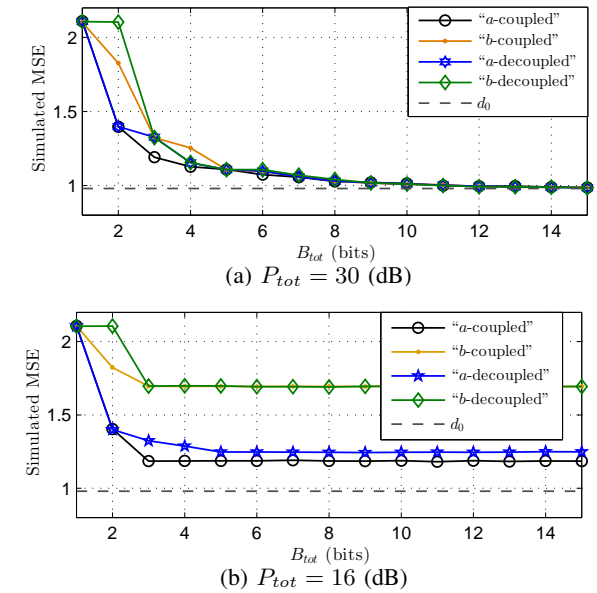 2
1.5
1
Simulated MSE
"a-coupled"
"b-coupled"
"a-decoupled"
"b-decoupled"
d0
2 4 6 8 10 12 14
Btot (bits)
(a) Ptot = 30 (dB)
2
1.5
1
Simulated MSE
"a-coupled"
"b-coupled"
"a-decoupled"
"b-decoupled"
d0
2 4 6 8 10 12 14
Btot (bits)
(b) Ptot = 16 (dB)